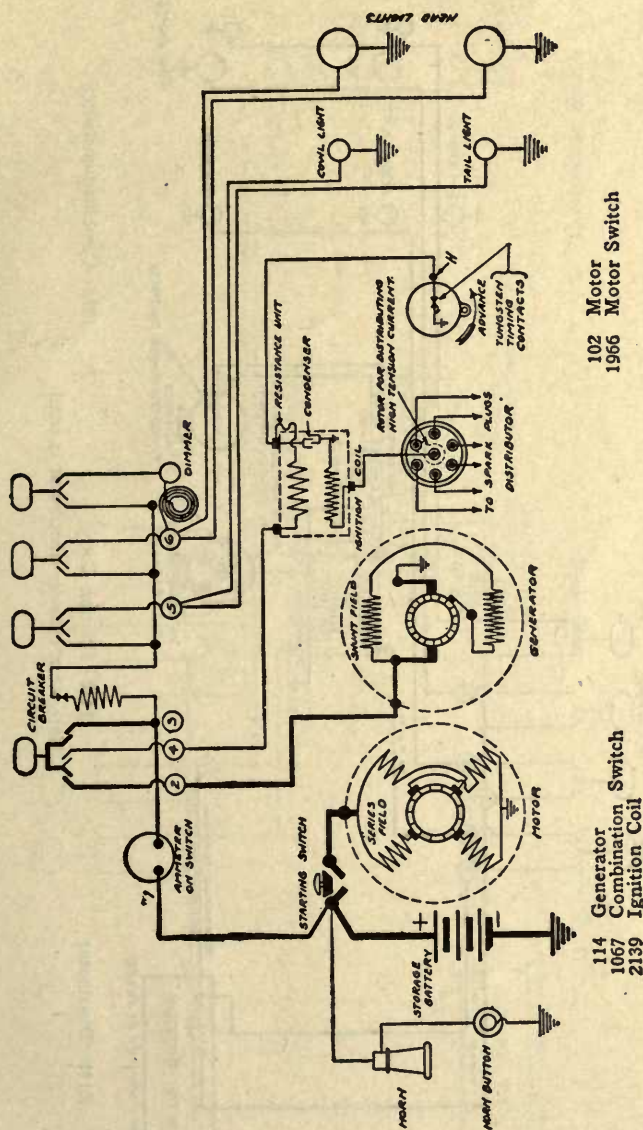 HEAD LIGHTS
COWL LIGHT
TAIL LIGHT
DIMMER
RESISTANCE UNIT
CONDENSER
IGNITION COIL
H
ADVANCE
TUNGSTEN
TIMING
CONTACTS
ROTOR FOR DISTRIBUTING
HIGH TENSION CURRENT.
TO SPARK PLUGS
DISTRIBUTOR
6
5
CIRCUIT
BREAKER
3
4
2
SHUNT FIELD
GENERATOR
AMMETER
ON SWITCH
STARTING SWITCH
SERIES
FIELD
MOTOR
+
-
STORAGE
BATTERY
HORN
HORN BUTTON
114 Generator
1067 Combination Switch
2139 Ignition Coil
102 Motor
1966 Motor Switch